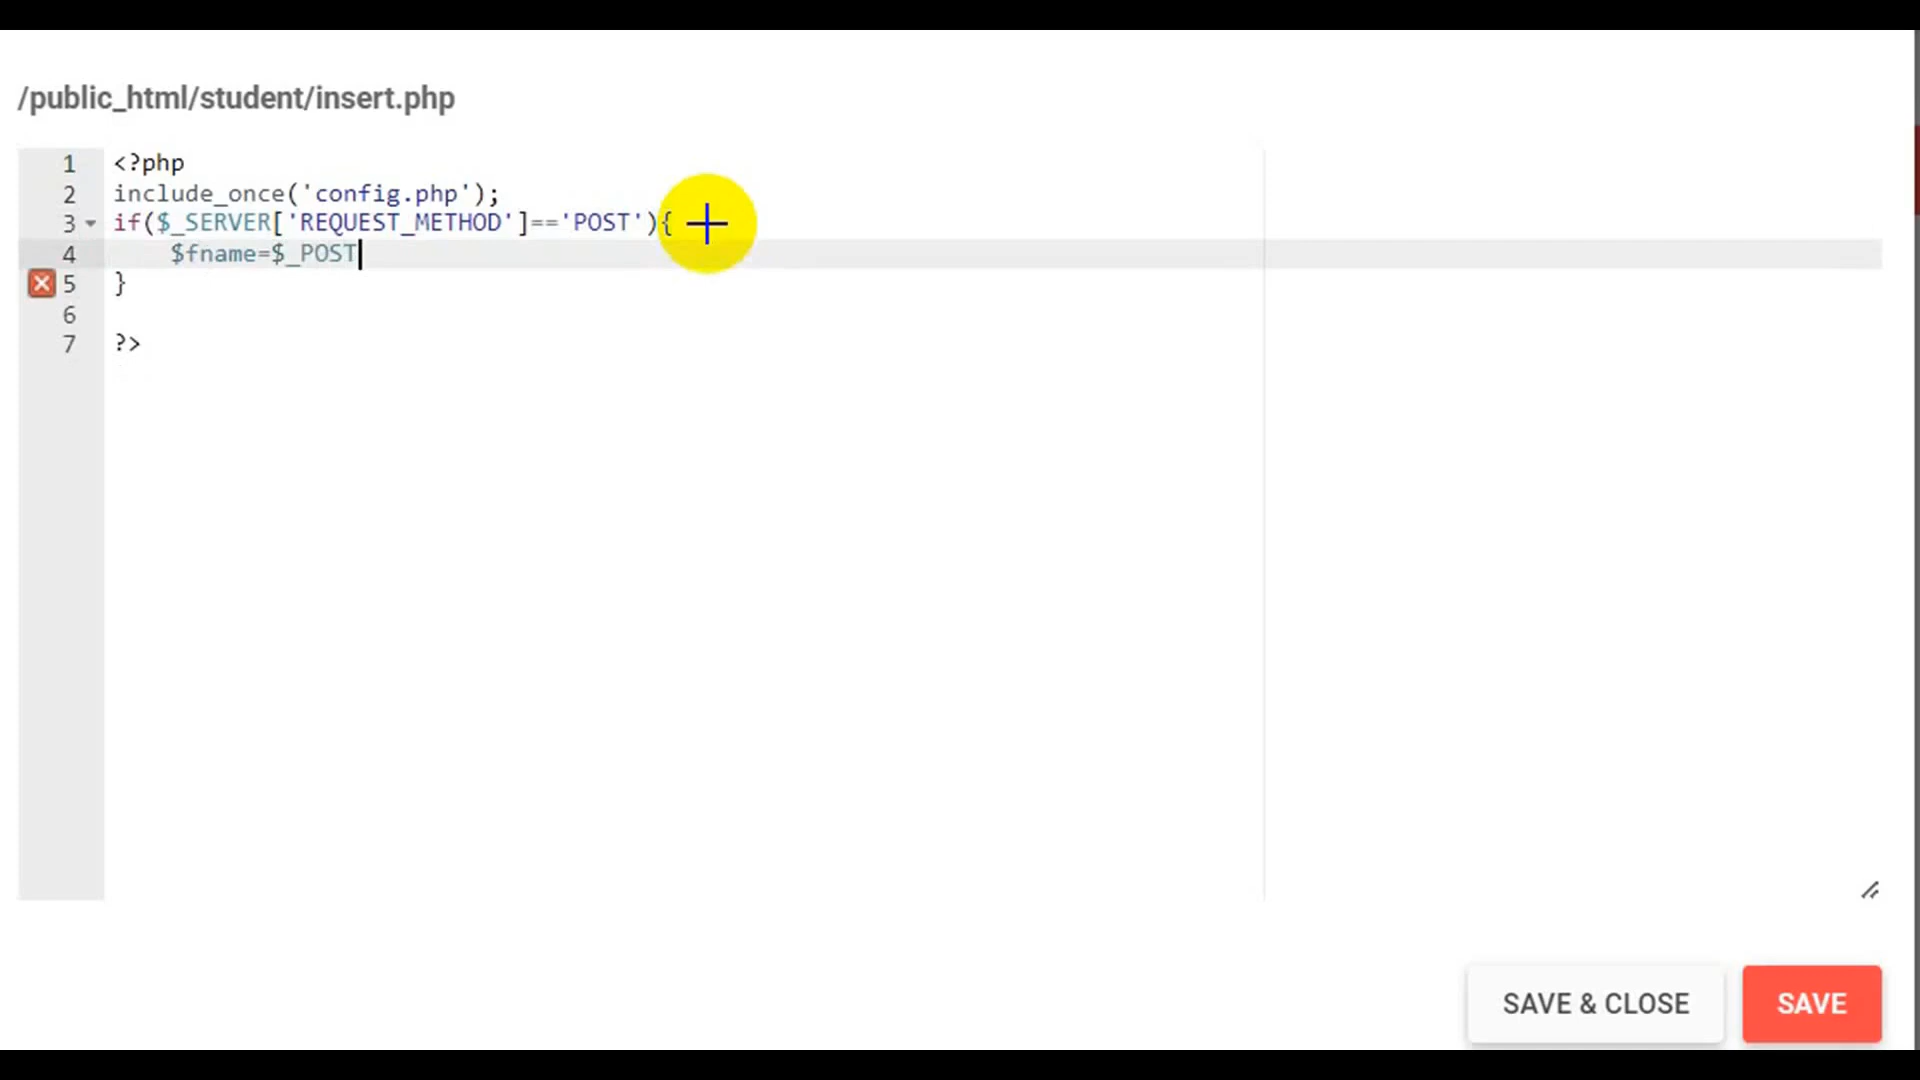 /public_html/student/insert.php
1 <?php
2 include_once('config.php');
3 if($_SERVER['REQUEST_METHOD']=='POST'){
4     $fname=$_POST
5 }
6
7 ?>
SAVE & CLOSE SAVE